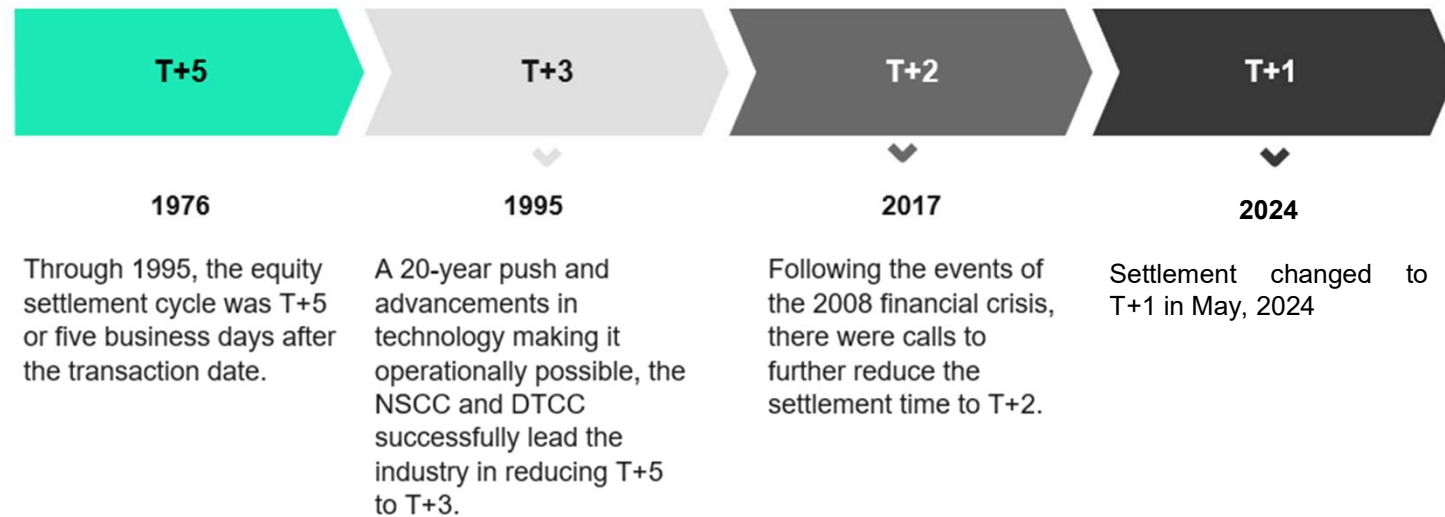 T+5
T+3
T+2
T+1
1976
Through 1995, the equity
settlement cycle was T+5
or five business days after
the transaction date.
1995
A 20-year push and
advancements in
technology making it
operationally possible, the
NSCC and DTCC
successfully lead the
industry in reducing T+5
to T+3.
2017
Following the events of
the 2008 financial crisis,
there were calls to
further reduce the
settlement time to T+2.
2024
Settlement changed to
T+1 in May, 2024